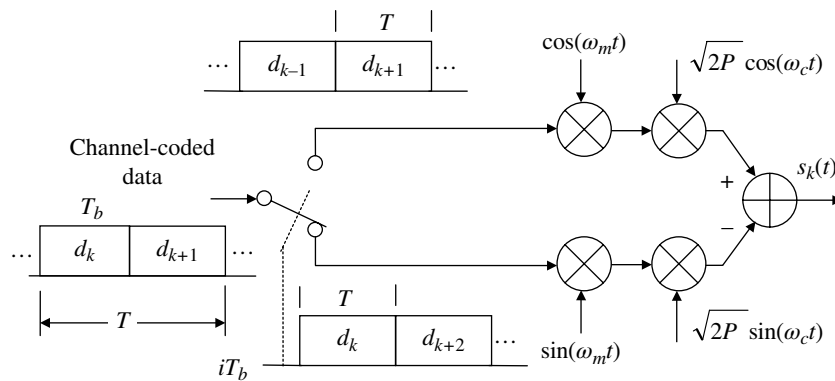 T
cos(ω_m t)
√2P cos(ω_c t)
… d_{k–1} d_{k+1} …
Channel-coded
data
s_k(t)
+
T_b
–
… d_k d_{k+1} …
T
T
d_k d_{k+2} …
iT_b
sin(ω_m t)
√2P sin(ω_c t)